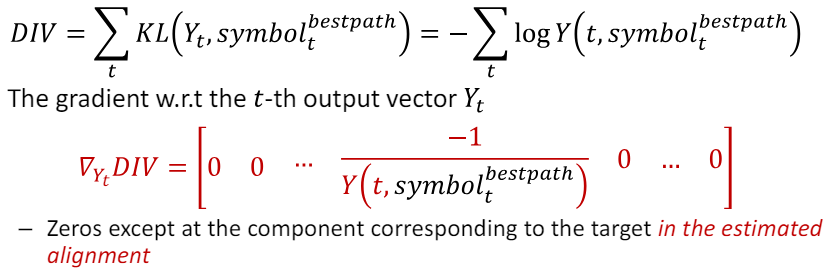 DIV = ∑_t KL(Y_t, symbol_t^{bestpath}) = −∑_t log Y(t, symbol_t^{bestpath})
The gradient w.r.t the t-th output vector Y_t
∇_{Y_t}DIV = [0 0 ⋯ \frac{−1}{Y(t, symbol_t^{bestpath})} 0 … 0]
– Zeros except at the component corresponding to the target in the estimated
alignment